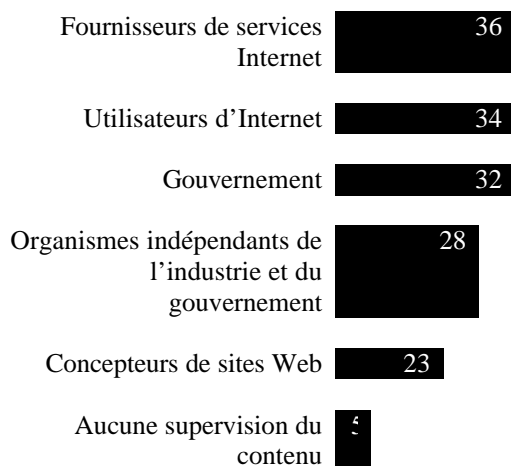 Fournisseurs de services
Internet
36
Utilisateurs d’Internet
34
Gouvernement
32
Organismes indépendants de
l’industrie et du
gouvernement
28
Concepteurs de sites Web
23
Aucune supervision du
contenu
5